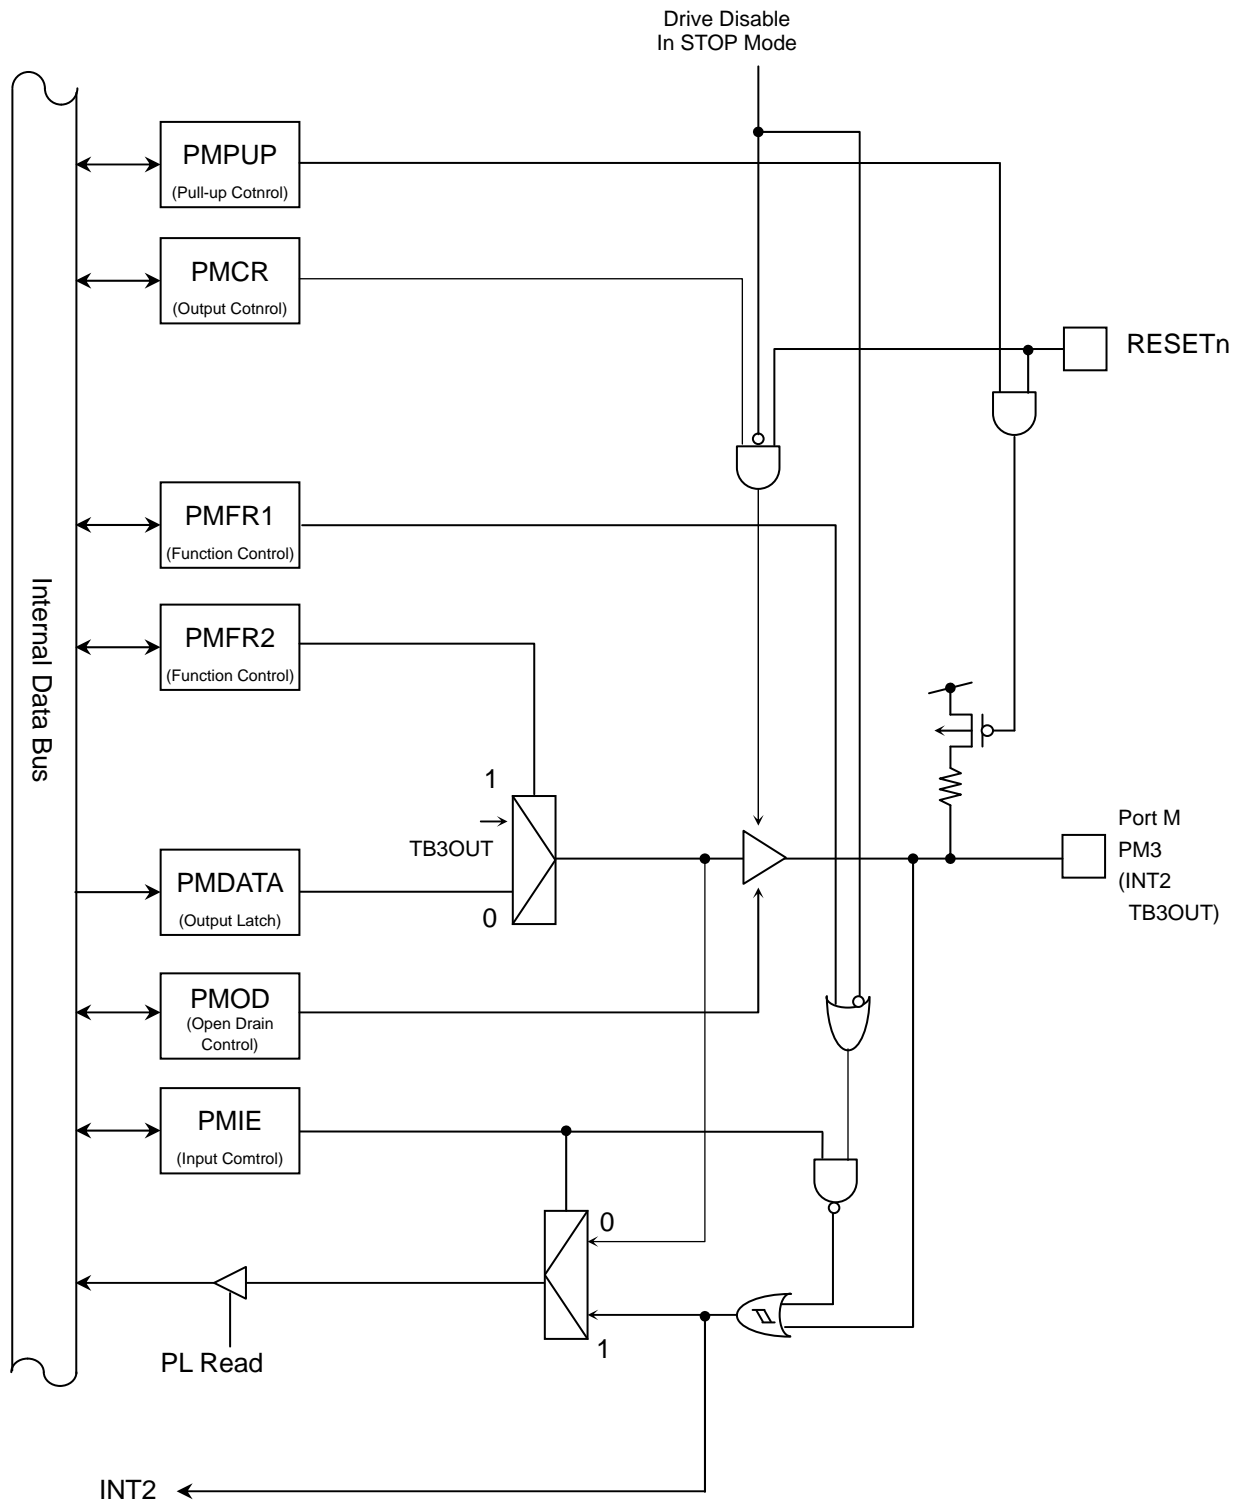 Drive Disable
In STOP Mode
PMPUP
(Pull-up Cotnrol)
PMCR
(Output Cotnrol)
RESETn
PMFR1
(Function Control)
Internal Data Bus
PMFR2
(Function Control)
1
TB3OUT
PMDATA
(Output Latch)
0
Port M
PM3
(INT2
TB3OUT)
PMOD
(Open Drain
Control)
PMIE
(Input Comtrol)
0
1
PL Read
INT2